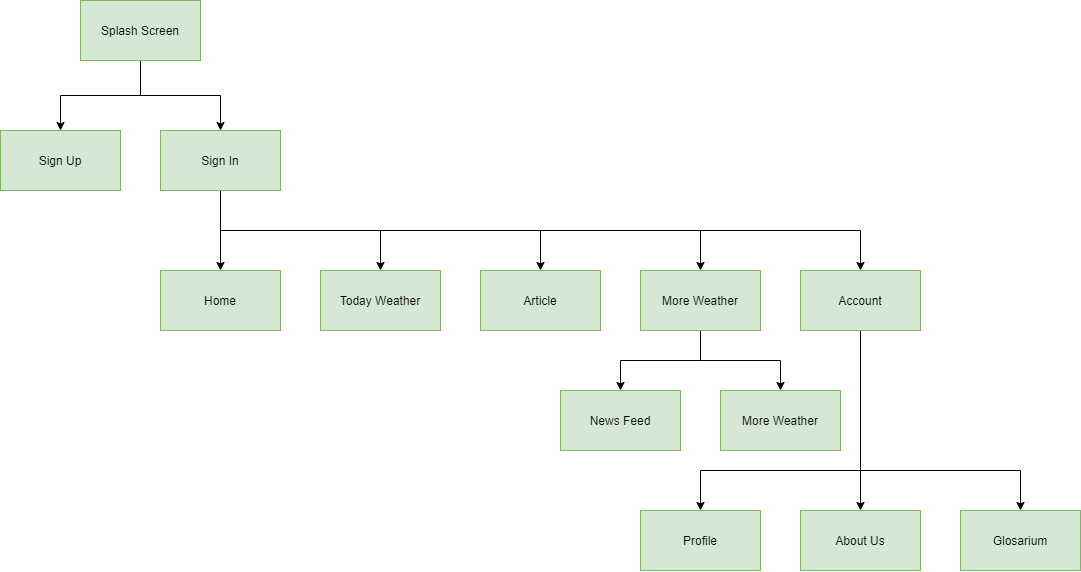 Splash Screen
Sign Up
Sign In
Home
Today Weather
Article
More Weather
Account
News Feed
More Weather
Profile
About Us
Glosarium